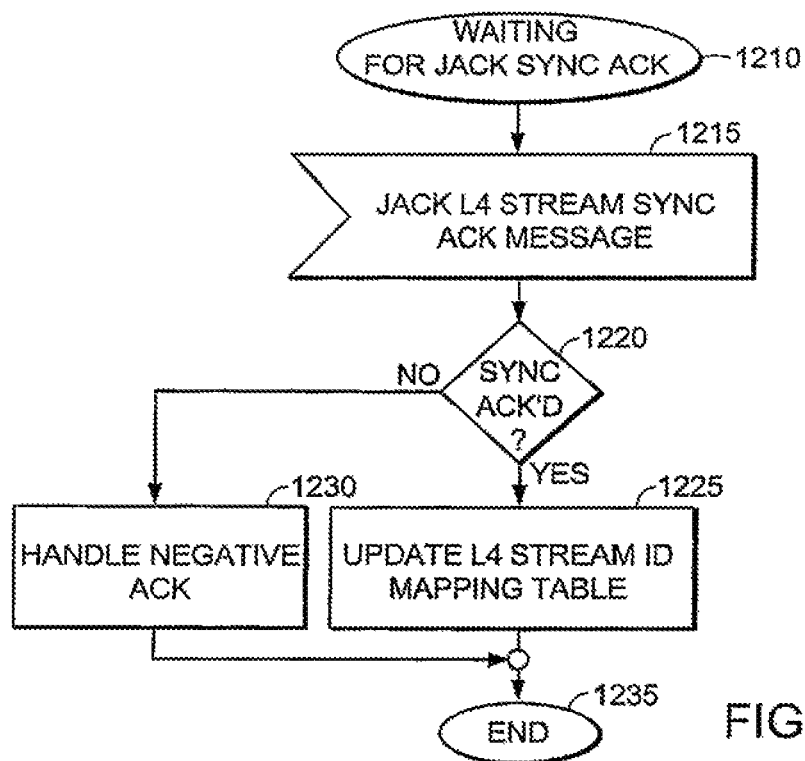 WAITING
FOR JACK SYNC ACK
1210
1215
JACK L4 STREAM SYNC
ACK MESSAGE
1220
NO
SYNC
ACK'D
?
YES
1230
1225
HANDLE NEGATIVE
ACK
UPDATE L4 STREAM ID
MAPPING TABLE
1235
END
FIG